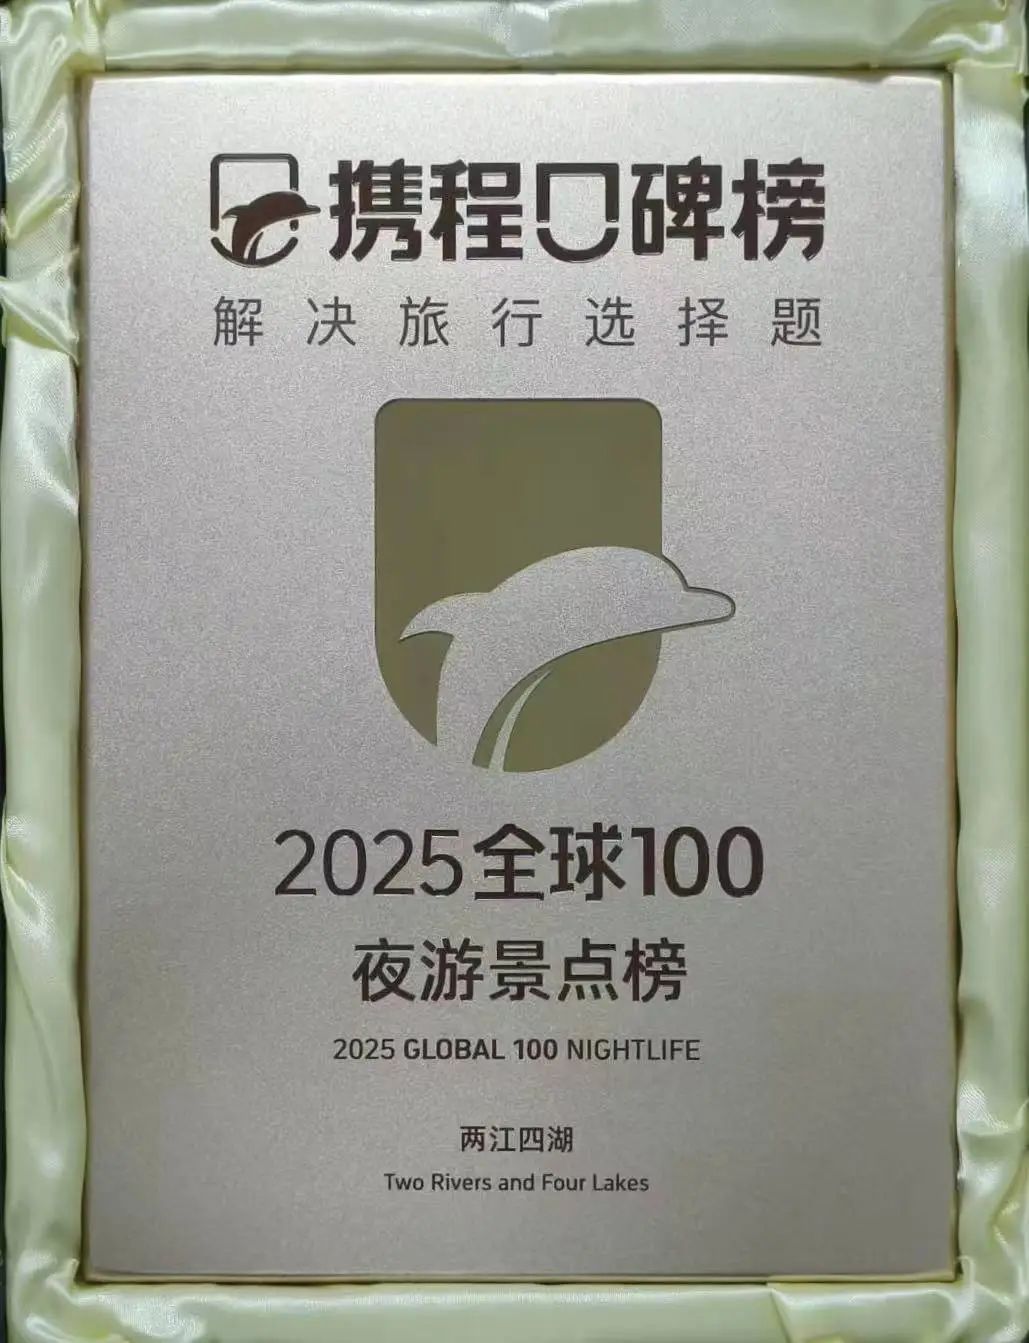 携程口碑榜
解决旅行选择题
2025全球100
夜游景点榜
2025 GLOBAL 100 NIGHTLIFE
两江四湖
Two Rivers and Four Lakes